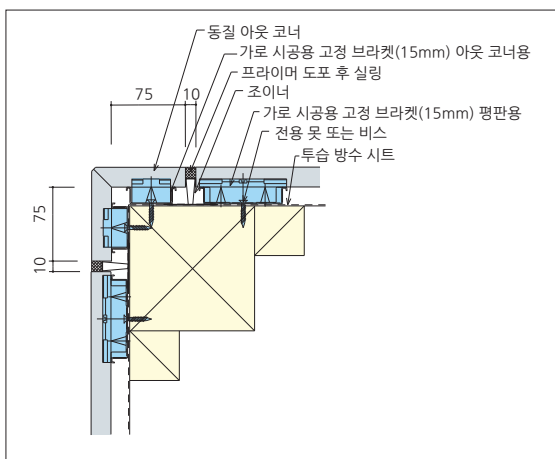 동질 아웃 코너
가로 시공용 고정 브라켓(15mm) 아웃 코너용
프라이머 도포 후 실링
조이너
가로 시공용 고정 브라켓(15mm) 평판용
전용 못 또는 비스
투습 방수 시트
75 10
75
10